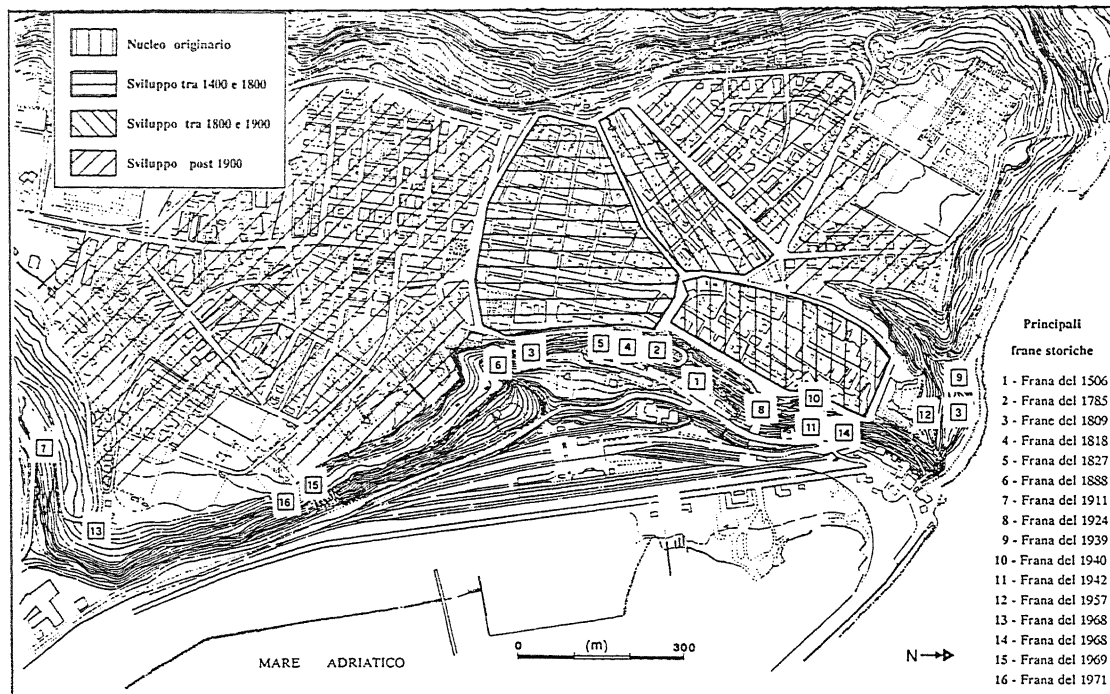 Nucleo originario
Sviluppo tra 1400 e 1800
Sviluppo tra 1800 e 1900
Sviluppo post 1900
6
3
5
4
2
1
8
10
11
14
12
9
3
7
13
16
15
Principali
frane storiche
1 - Frana del 1506
2 - Frana del 1785
3 - Franc del 1809
4 - Frana del 1818
5 - Frana del 1827
6 - Frana del 1888
7 - Frana del 1911
8 - Frana del 1924
9 - Frana del 1939
10 - Frana del 1940
11 - Frana del 1942
12 - Frana del 1957
13 - Frana del 1968
14 - Frana del 1968
15 - Frana del 1969
16 - Frana del 1971
MARE ADRIATICO
0 (m) 300
N